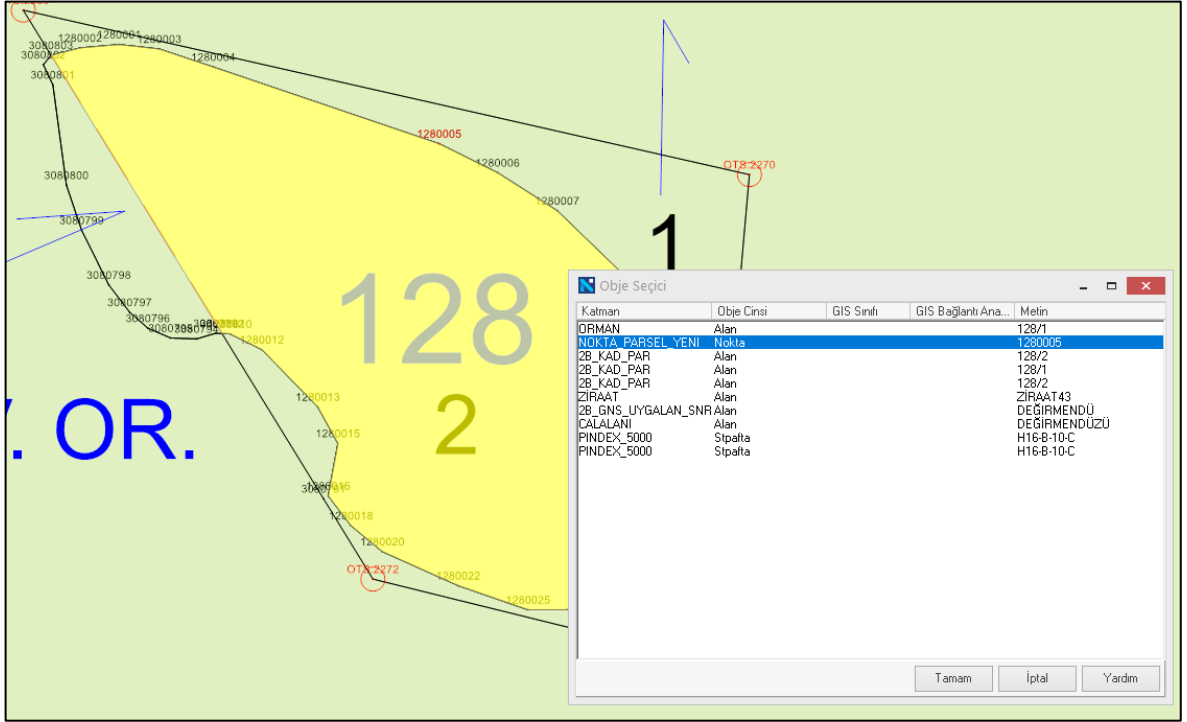 1280001
1280002
1280003
3080803
3080802
1280004
3080801
1280005
1280006
OTS.2270
3080800
1280007
3080799
1
3080798
128
Obje Seçici
3080797
Katman Obje Cinsi GIS Sınıfı GIS Bağlantı Ana... Metin
3080796
ORMAN Alan 128/1
1280012
NOKTA_PARSEL_YENİ Nokta 1280005
2B_KAD_PAR Alan 128/2
2B_KAD_PAR Alan 128/1
2B_KAD_PAR Alan 128/2
1280013
ZİRAAT Alan ZİRAAT43
2B_GNS_UYGALAN_SNR Alan DEĞİRMENDÜ
ÇALALANI Alan DEĞİRMENDÜZÜ
. OR.
2
1280015
PINDEX_5000 Stpafta H16-B-10-C
PINDEX_5000 Stpafta H16-B-10-C
1280018
1280020
OTS.2272
1280022
1280025
Tamam İptal Yardım